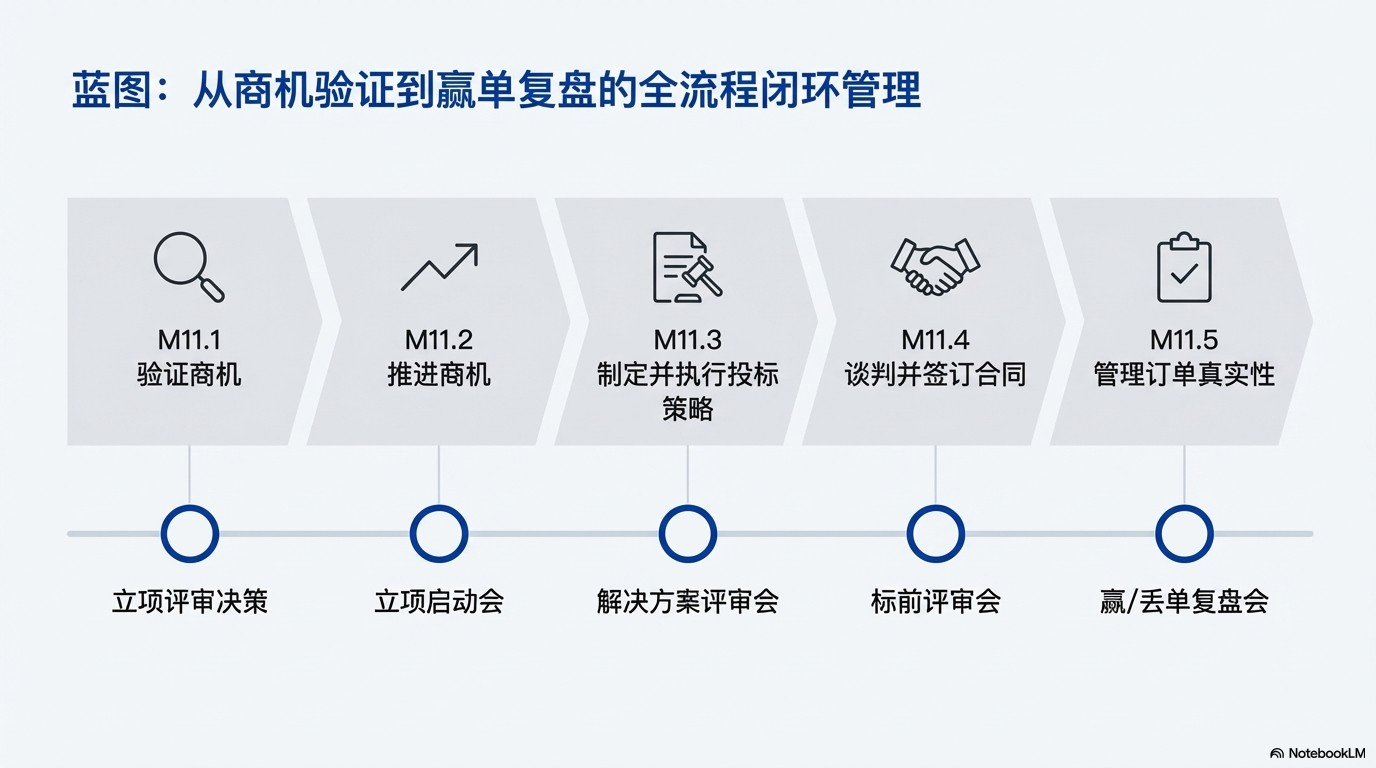 蓝图：从商机验证到赢单复盘的全流程闭环管理
M11.1
验证商机
M11.2
推进商机
M11.3
制定并执行投标
策略
M11.4
谈判并签订合同
M11.5
管理订单真实性
立项评审决策
立项启动会
解决方案评审会
标前评审会
赢/丢单复盘会
NotebookLM